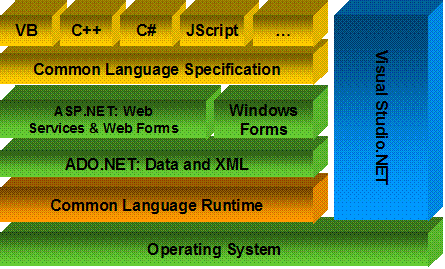 VB C++ C# JScript ...
Common Language Specification
ASP.NET: Web
Services & Web Forms
Windows
Forms
ADO.NET: Data and XML
Common Language Runtime
Operating System
Visual Studio.NET